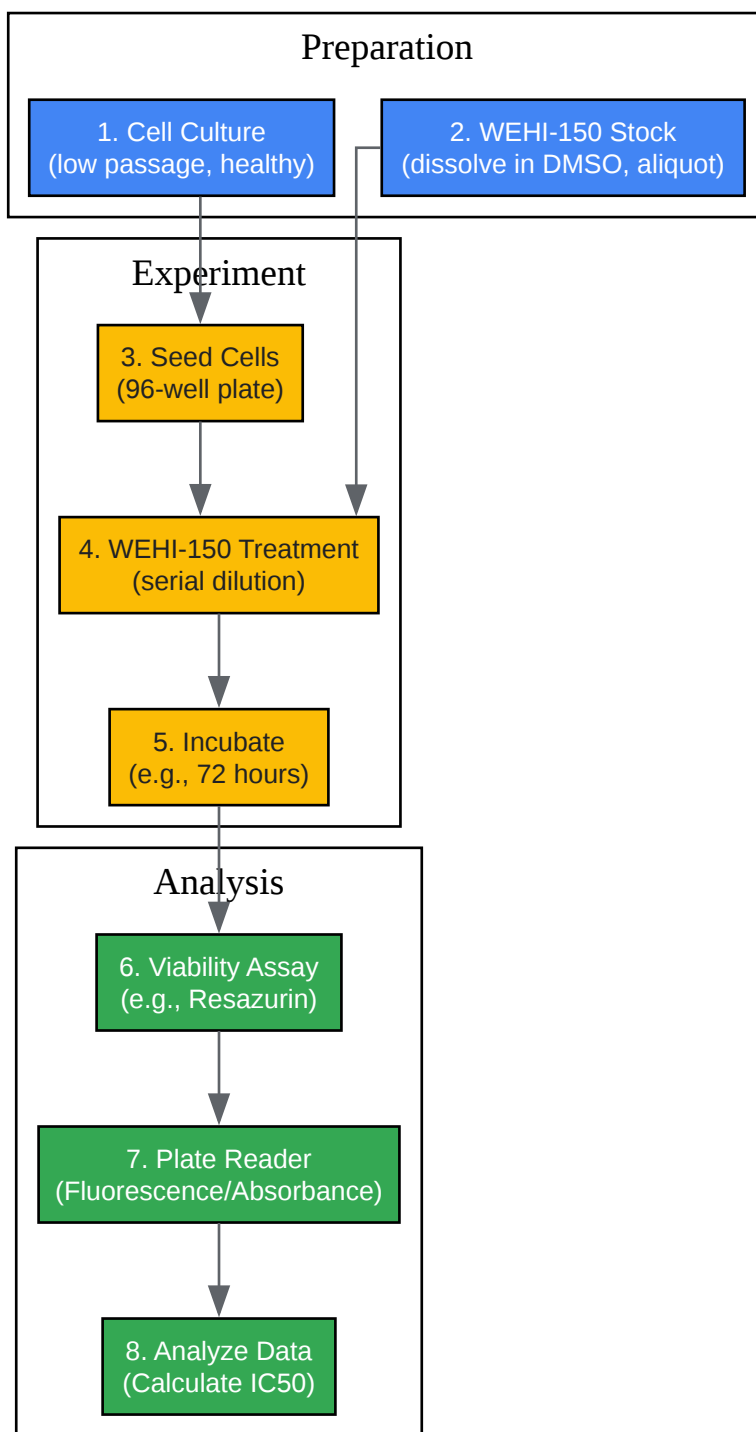 Preparation
1. Cell Culture
(low passage, healthy)
2. WEHI-150 Stock
(dissolve in DMSO, aliquot)
Experiment
3. Seed Cells
(96-well plate)
4. WEHI-150 Treatment
(serial dilution)
5. Incubate
(e.g., 72 hours)
Analysis
6. Viability Assay
(e.g., Resazurin)
7. Plate Reader
(Fluorescence/Absorbance)
8. Analyze Data
(Calculate IC50)